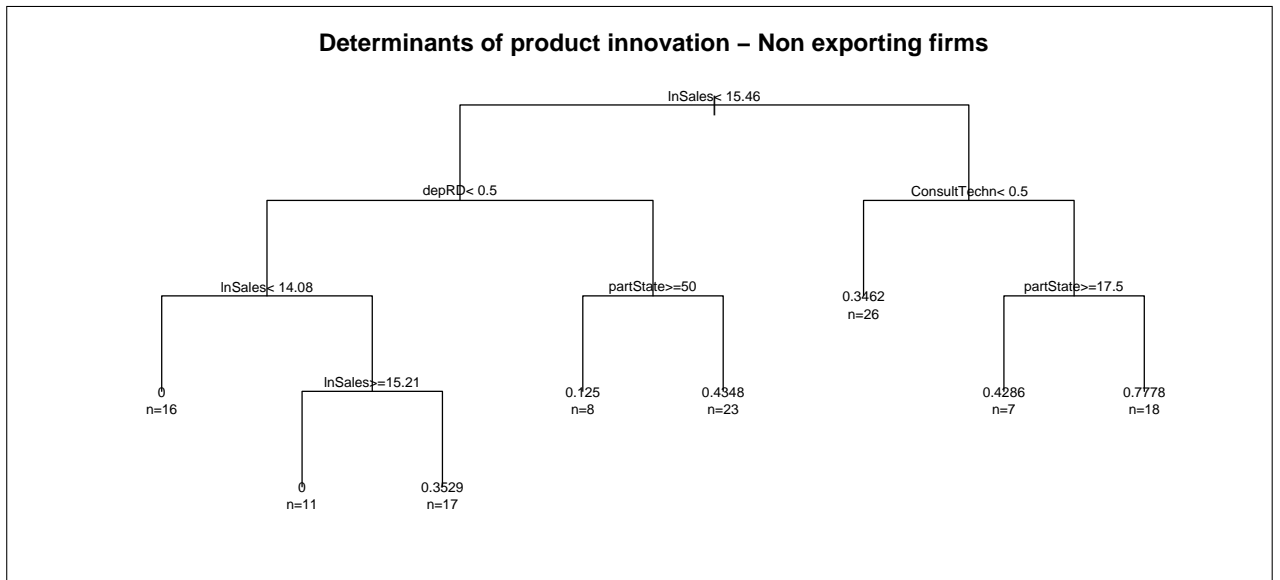 Determinants of product innovation – Non exporting firms
lnSales< 15.46
depRD< 0.5
ConsultTechn< 0.5
lnSales< 14.08
partState>=50
0.3462
n=26
partState>=17.5
0
n=16
lnSales>=15.21
0.125
n=8
0.4348
n=23
0.4286
n=7
0.7778
n=18
0
n=11
0.3529
n=17